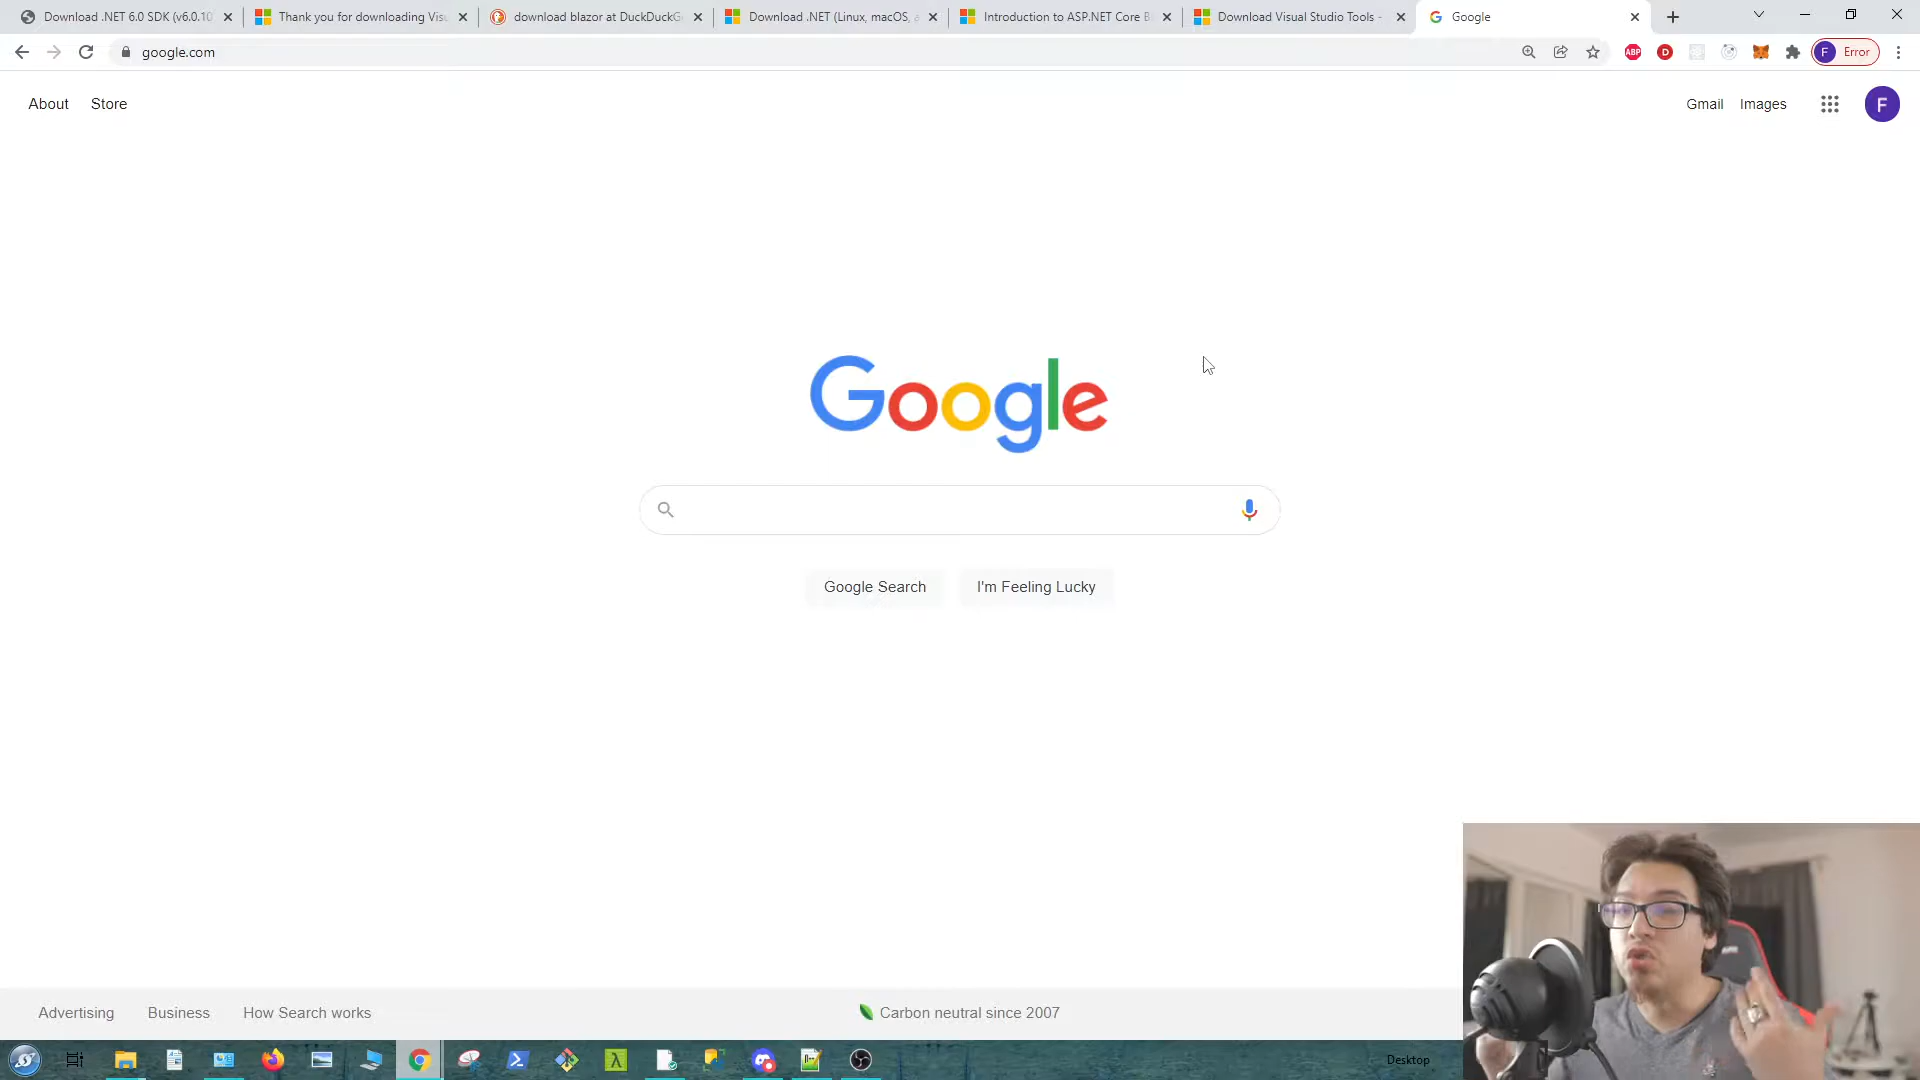 Download .NET 6.0 SDK (v6.0.10
Thank you for downloading Vis
download blazor at DuckDuckG
Download .NET (Linux, macOS, a
Introduction to ASP.NET Core B
Download Visual Studio Tools -
Google
google.com
ABP
D
F
Error
About
Store
Gmail
Images
F
Google
Google Search
I'm Feeling Lucky
Advertising
Business
How Search works
Carbon neutral since 2007
Desktop